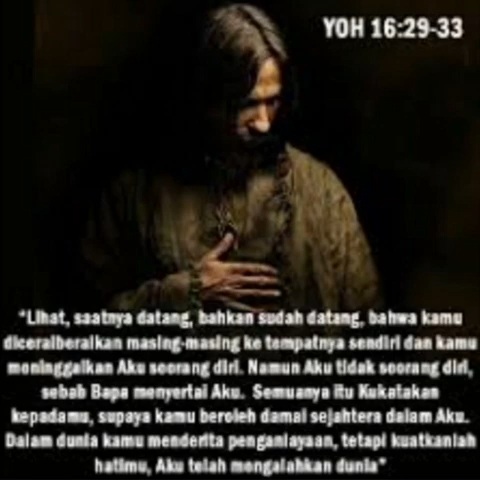 YOH 16:29-33
"Lihat, saatnya datang, bahkan sudah datang, bahwa kamu
diceraiberaikan masing-masing ke tempatnya sendiri dan kamu
meninggalkan Aku seorang diri. Namun Aku tidak seorang diri,
sebab Bapa menyertai Aku. Semuanya itu Kukatakan
kepadamu, supaya kamu beroleh damai sejahtera dalam Aku.
Dalam dunia kamu menderita penganiayaan, tetapi kuatkanlah
hatimu, Aku telah mengalahkan dunia"